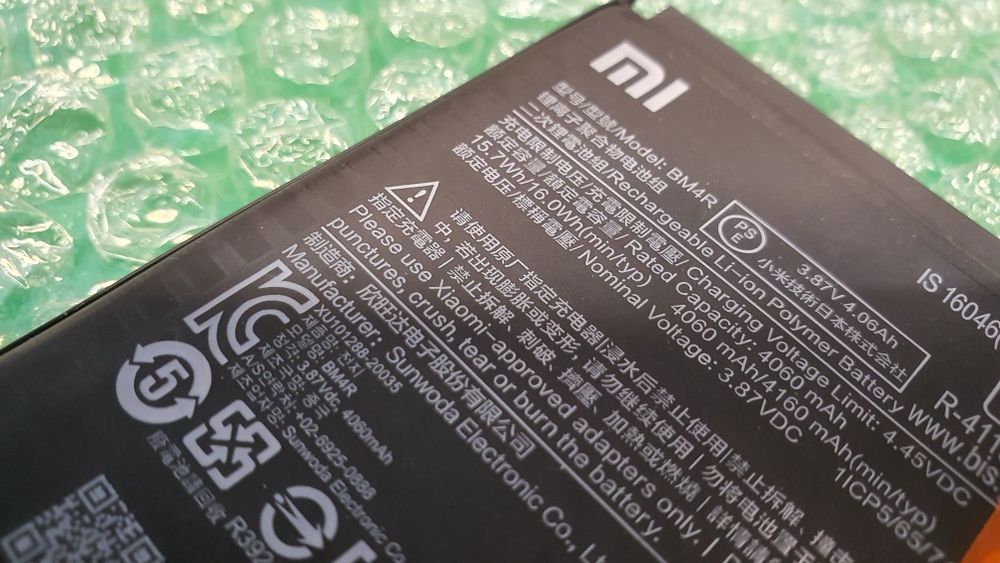 MI
型号/型號/Model: BM4R
锂离子聚合物电池组
二次鋰電池組/Rechargeable Li-ion Polymer Battery www.bis
充电限制电压/充電限制電壓/ Charging Voltage Limit: 4.45VDC
额定容量/額定電容量/ Rated Capacity: 4060 mAh
15.7Wh/16.0Wh(min/typ) 4060 mAh/4160 mAh(min/typ)
额定电压/標稱電壓/ Nominal Voltage: 3.87VDC 1ICP5/65/7
PS
E
3.87V 4.06Ah
小米技術日本株式会社
IS 16046
R-411
请使用原厂指定充电器
浸水后禁止使用
禁止拆解、
中，若出现膨胀或变形，请勿继续使用
指定充電器｜禁止拆解、刺破、擠壓、加熱或燃燒｜
Please use Xiaomi-approved adapters only
punctures, crush, tear or burn the battery.
制造商：欣旺达电子股份有限公司
Manufacturer: Sunwoda Electronic Co., Lt
XU101288-20035
BM4R
3.87Vdc, 4060mAh
Sunwoda Electronic Co
5
R392